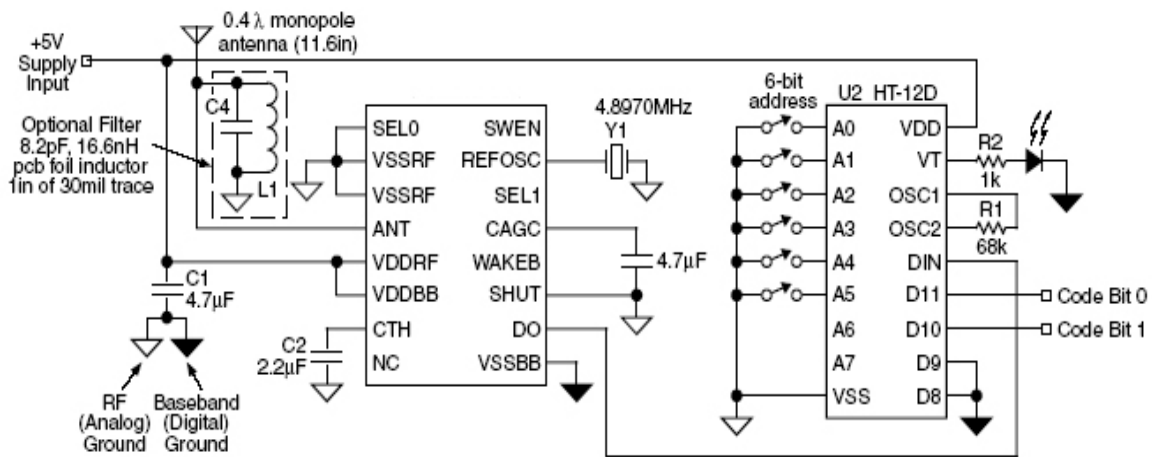 0.4 λ monopole
antenna (11.6in)
+5V
Supply
Input
C4
Optional Filter
8.2pF, 16.6nH
pcb foil inductor
1in of 30mil trace
L1
SEL0
VSSRF
VSSRF
ANT
VDDRF
VDDBB
CTH
NC
SWEN
REFOSC
SEL1
CAGC
WAKEB
SHUT
DO
VSSBB
4.8970MHz
Y1
4.7μF
C1
4.7μF
C2
2.2μF
RF
(Analog)
Ground
Baseband
(Digital)
Ground
6-bit
address
U2 HT-12D
A0
A1
A2
A3
A4
A5
A6
A7
VSS
VDD
VT
OSC1
OSC2
DIN
D11
D10
D9
D8
R2
1k
R1
68k
Code Bit 0
Code Bit 1